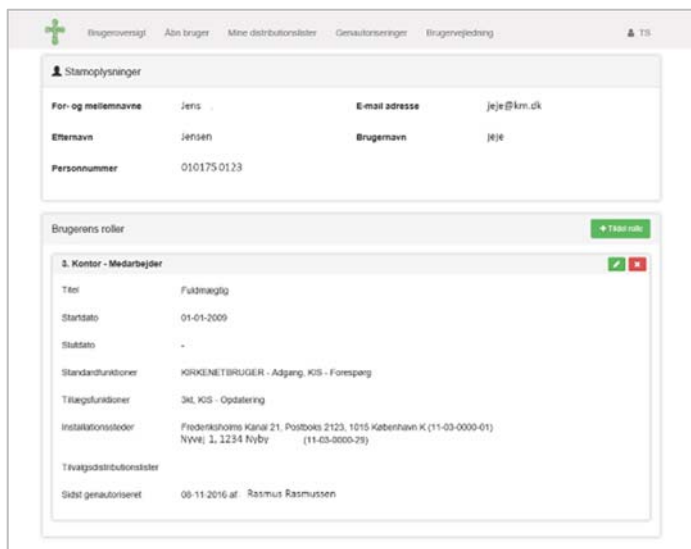 Brugeroversigt Åbn bruger Mine distributionslister Genautoriseringer Brugervejledning TS
Stamoplysninger
For- og mellemnavne Jens . E-mail adresse jeje@km.dk
Efternavn Jensen Brugernavn jeje
Personnummer 010175 0123
Brugerens roller Tildel rolle
3. Kontor - Medarbejder
Titel Fuldmægtig
Startdato 01-01-2009
Slutdato -
Standardfunktioner KIRKENETBRUGER - Adgang, KIS - Forespørg
Tillægsfunktioner 3kt, KIS - Opdatering
Installationssteder Frederiksholms Kanal 21, Postboks 2123, 1015 København K (11-03-0000-01)
Nyvej 1, 1234 Nyby (11-03-0000-29)
Tilvalgsdistributionslister
Sidst genautoriseret 08-11-2016 af Rasmus Rasmussen